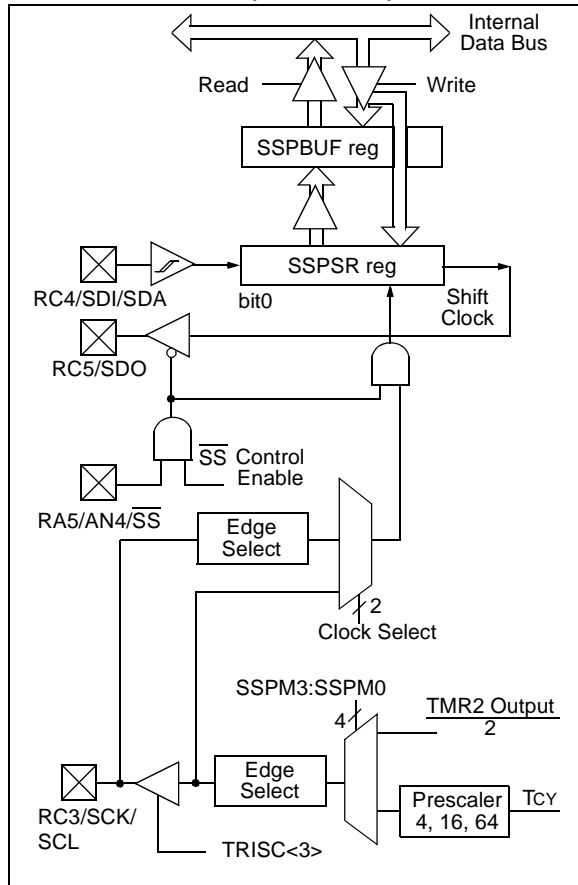 Internal
Data Bus
Read
Write
SSPBUF reg
SSPSR reg
RC4/SDI/SDA
bit0
Shift
Clock
RC5/SDO
SS Control
Enable
RA5/AN4/SS
Edge
Select
2
Clock Select
SSPM3:SSPM0
4
TMR2 Output
2
Edge
Select
Prescaler
4, 16, 64
TCY
RC3/SCK/
SCL
TRISC<3>